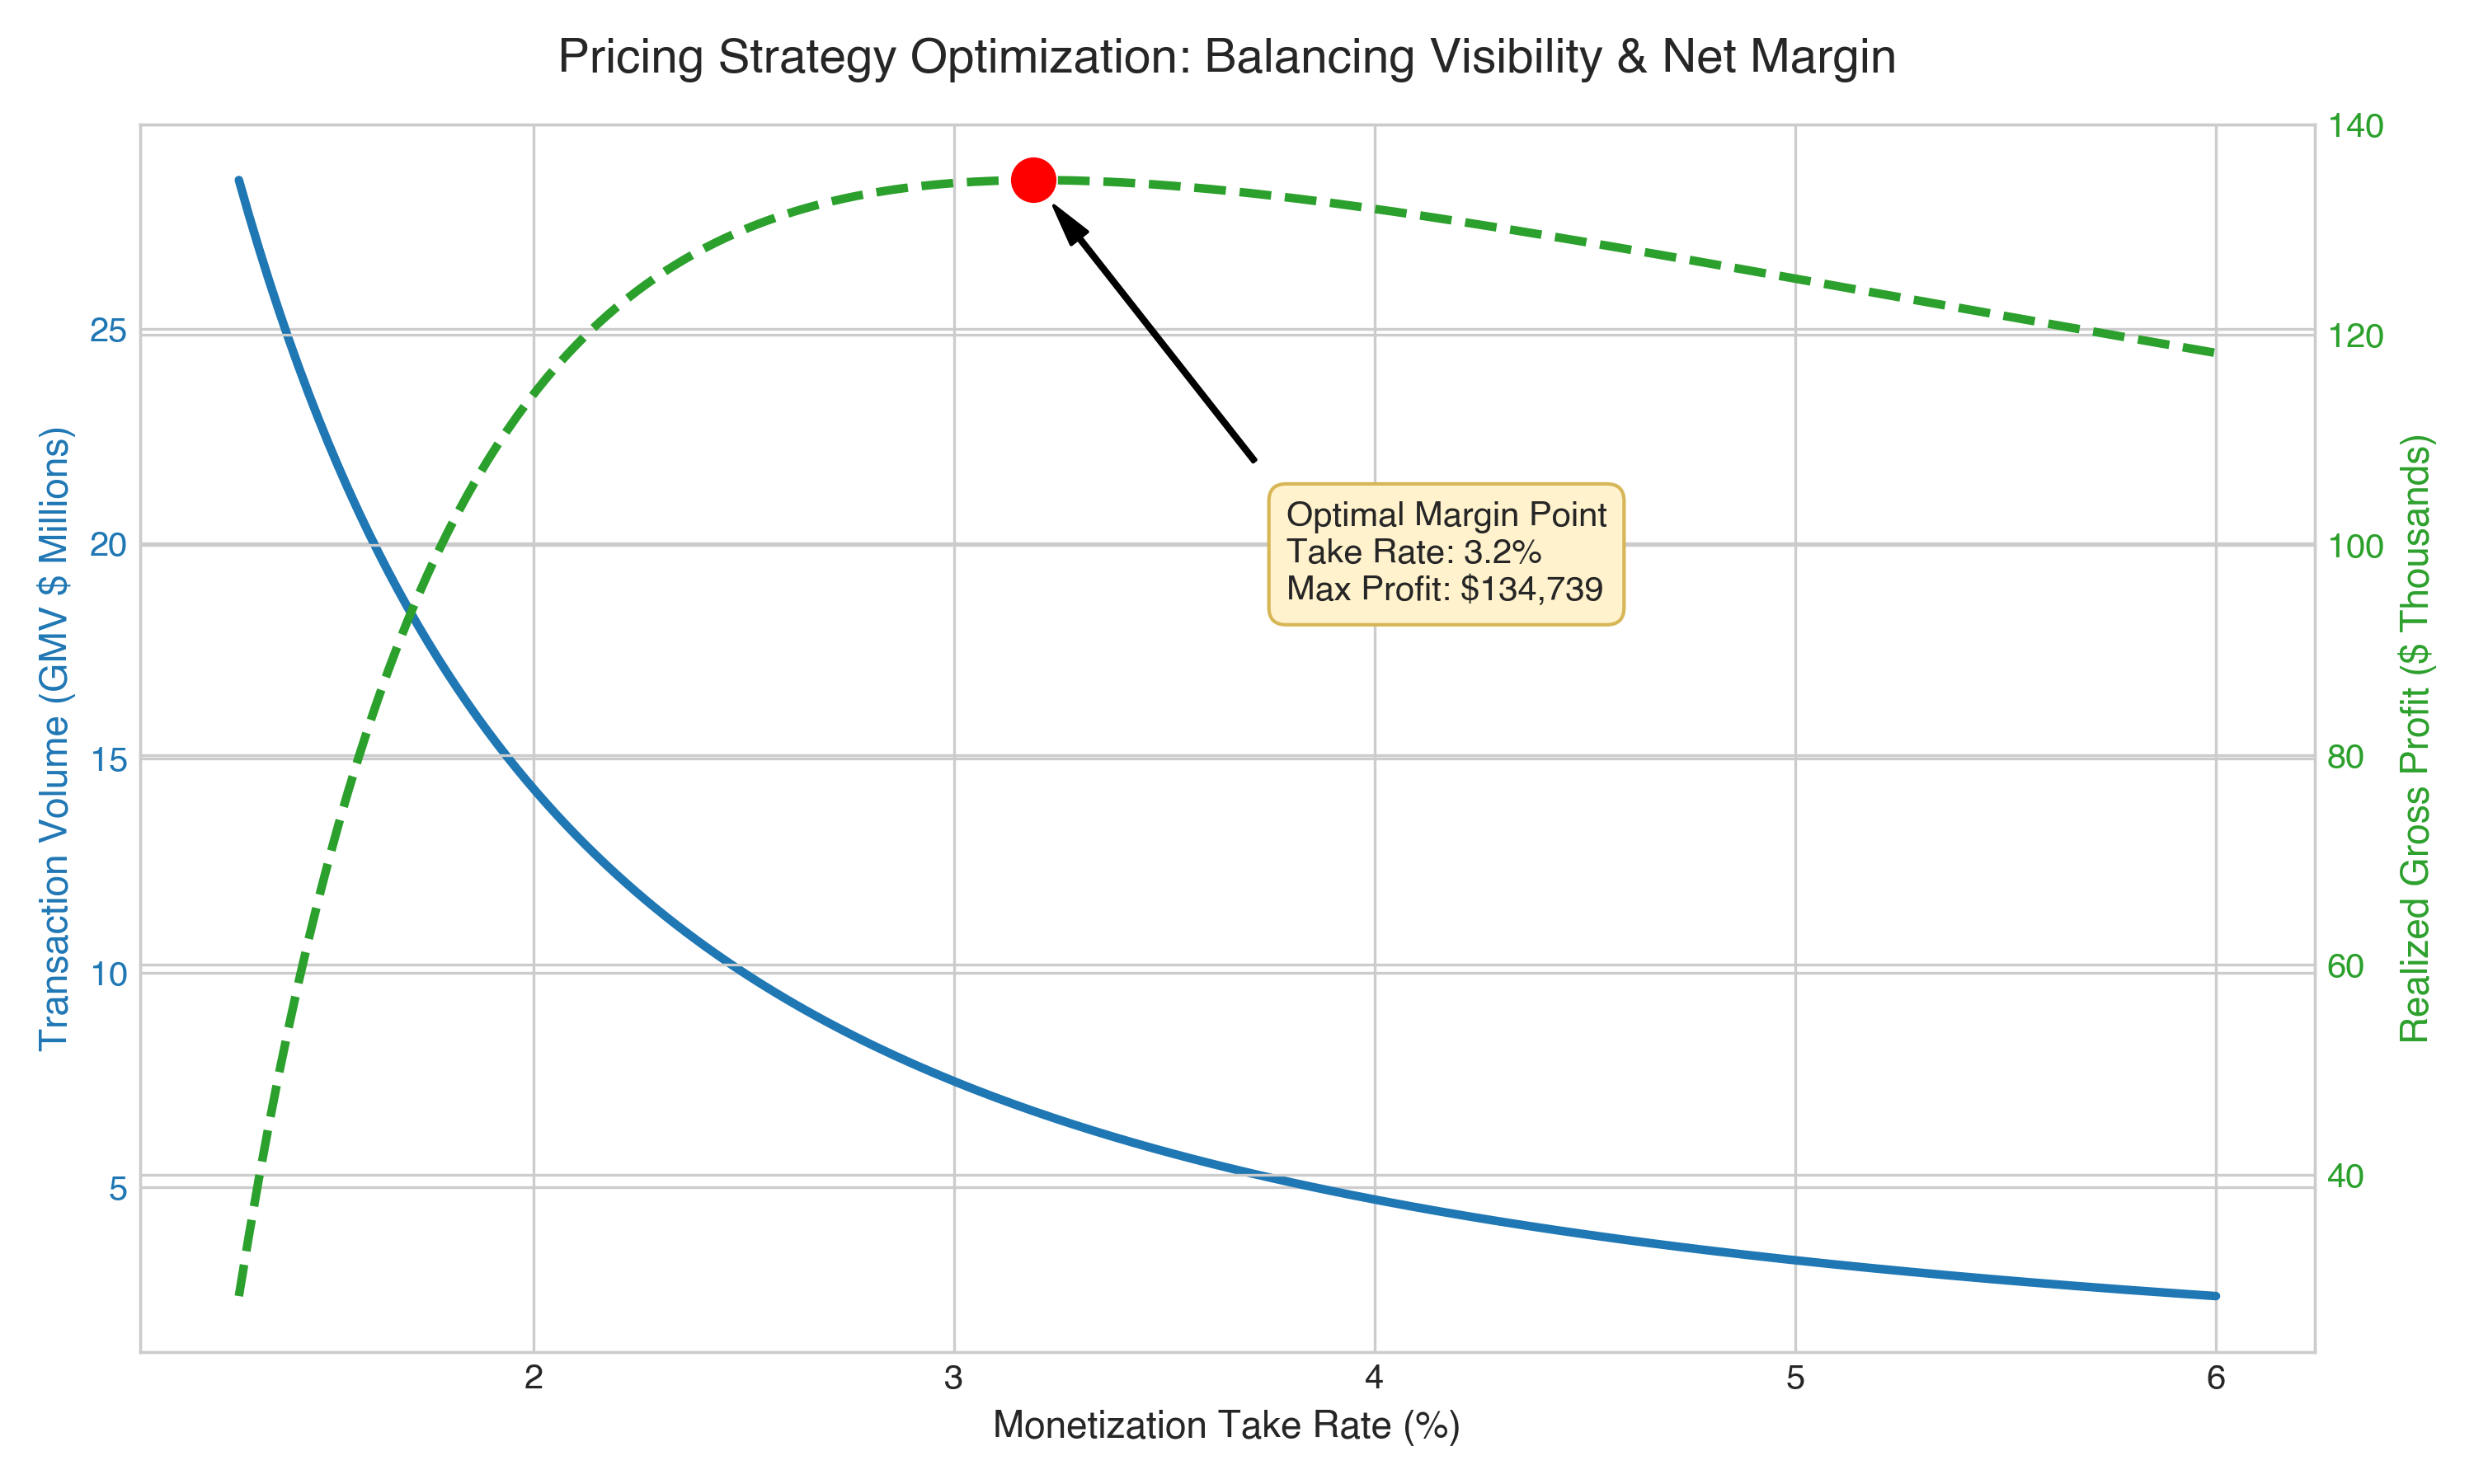 Pricing Strategy Optimization: Balancing Visibility & Net Margin
Transaction Volume (GMV $ Millions)
25
20
15
10
5
140
120
100
80
60
40
Realized Gross Profit ($ Thousands)
Optimal Margin Point
Take Rate: 3.2%
Max Profit: $134,739
2
3
4
5
6
Monetization Take Rate (%)